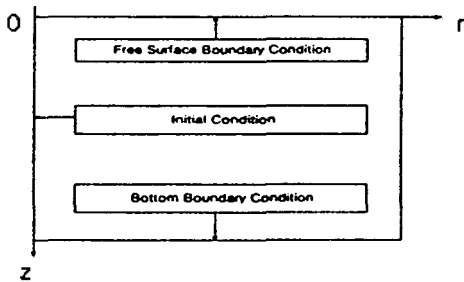 0 r
Free Surface Boundary Condition
Initial Condition
Bottom Boundary Condition
z